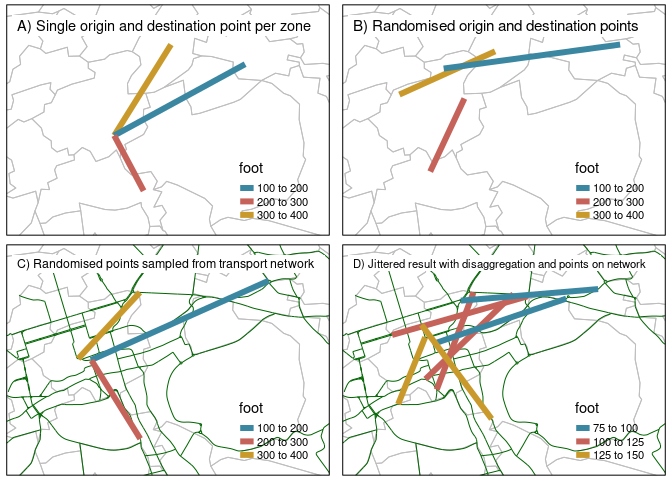 A) Single origin and destination point per zone
foot
100 to 200
200 to 300
300 to 400
B) Randomised origin and destination points
foot
100 to 200
200 to 300
300 to 400
C) Randomised points sampled from transport network
foot
100 to 200
200 to 300
300 to 400
D) Jittered result with disaggregation and points on network
foot
75 to 100
100 to 125
125 to 150